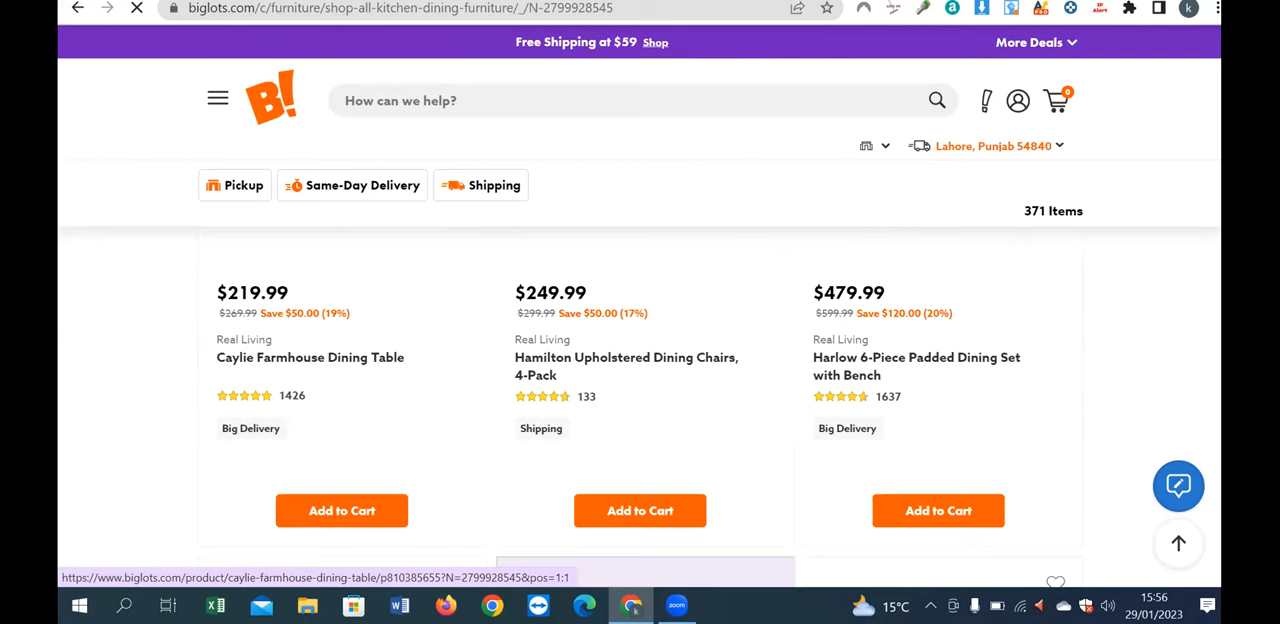 biglots.com/c/furniture/shop-all-kitchen-dining-furniture/_/N-2799928545
Free Shipping at $59 Shop
More Deals
B!
How can we help?
0
Lahore, Punjab 54840
Pickup
Same-Day Delivery
Shipping
371 Items
$219.99
$269.99 Save $50.00 (19%)
Real Living
Caylie Farmhouse Dining Table
1426
Big Delivery
Add to Cart
$249.99
$299.99 Save $50.00 (17%)
Real Living
Hamilton Upholstered Dining Chairs,
4-Pack
133
Shipping
Add to Cart
$479.99
$599.99 Save $120.00 (20%)
Real Living
Harlow 6-Piece Padded Dining Set
with Bench
1637
Big Delivery
Add to Cart
https://www.biglots.com/product/caylie-farmhouse-dining-table/p810385655?N=2799928545&pos=1:1
zoom
15°C
15:56
29/01/2023